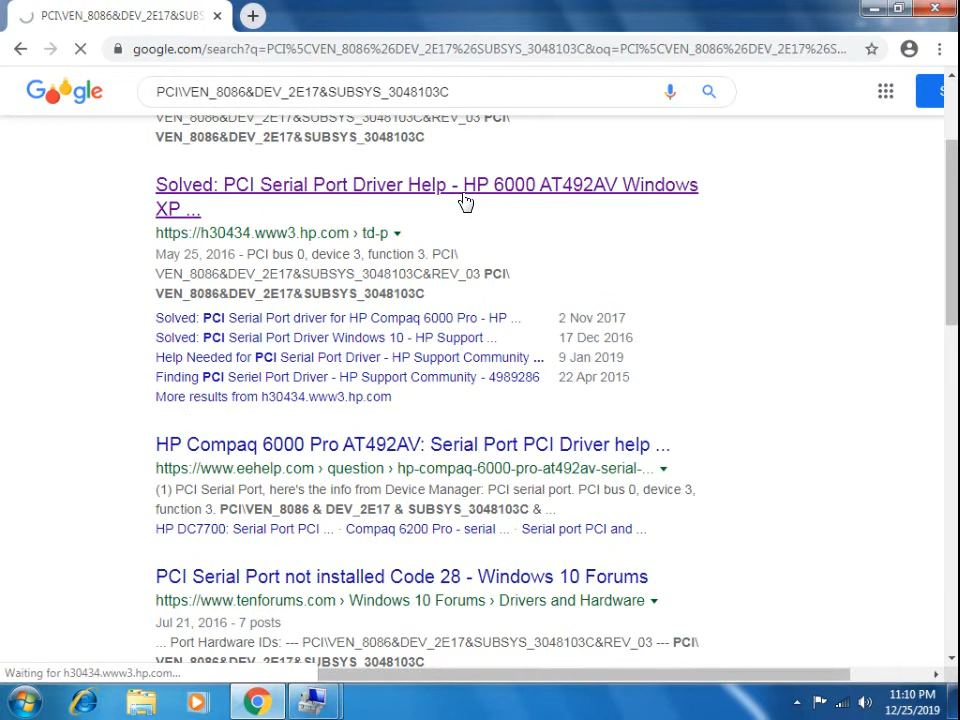 PCI\VEN_8086&DEV_2E17&SUBS
google.com/search?q=PCI%5CVEN_8086%26DEV_2E17%26SUBSYS_3048103C&oq=PCI%5CVEN_8086%26DEV_2E17%26S...
Google
PCI\VEN_8086&DEV_2E17&SUBSYS_3048103C
S
VEN_8086&DEV_2E17&SUBSYS_3048103C&REV_03 PCI\
VEN_8086&DEV_2E17&SUBSYS_3048103C
Solved: PCI Serial Port Driver Help - HP 6000 AT492AV Windows
XP ...
https://h30434.www3.hp.com › td-p
May 25, 2016 - PCI bus 0, device 3, function 3. PCI\
VEN_8086&DEV_2E17&SUBSYS_3048103C&REV_03 PCI\
VEN_8086&DEV_2E17&SUBSYS_3048103C
Solved: PCI Serial Port driver for HP Compaq 6000 Pro - HP ... 2 Nov 2017
Solved: PCI Serial Port Driver Windows 10 - HP Support ... 17 Dec 2016
Help Needed for PCI Serial Port Driver - HP Support Community ... 9 Jan 2019
Finding PCI Seriel Port Driver - HP Support Community - 4989286 22 Apr 2015
More results from h30434.www3.hp.com
HP Compaq 6000 Pro AT492AV: Serial Port PCI Driver help ...
https://www.eehelp.com › question › hp-compaq-6000-pro-at492av-serial-...
(1) PCI Serial Port, here's the info from Device Manager: PCI serial port. PCI bus 0, device 3,
function 3. PCI\VEN_8086 & DEV_2E17 & SUBSYS_3048103C & ...
HP DC7700: Serial Port PCI ... · Compaq 6200 Pro - serial ... · Serial port PCI and ...
PCI Serial Port not installed Code 28 - Windows 10 Forums
https://www.tenforums.com › Windows 10 Forums › Drivers and Hardware
Jul 21, 2016 - 7 posts
... Port Hardware IDs: --- PCI\VEN_8086&DEV_2E17&SUBSYS_3048103C&REV_03 --- PCI\
VEN_8086&DEV_2E17&SUBSYS_3048103C
Waiting for h30434.www3.hp.com...
11:10 PM
12/25/2019